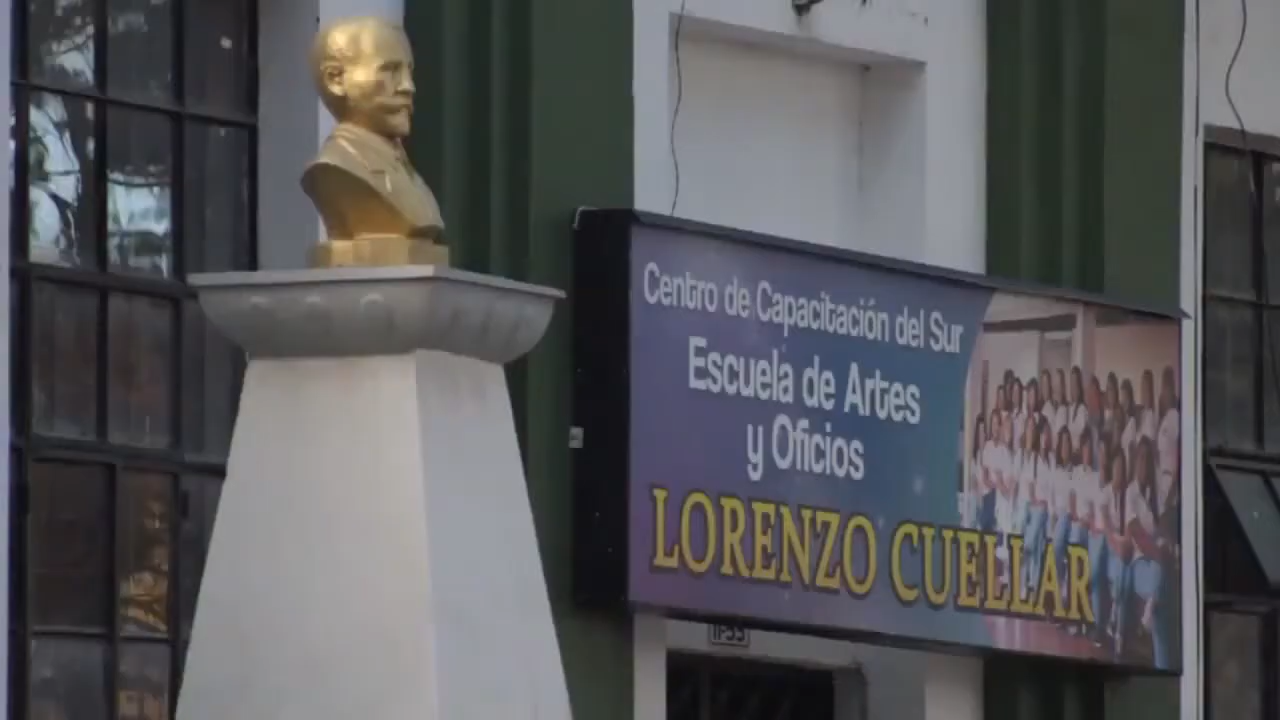 Centro de Capacitación del Sur
Escuela de Artes
y Oficios
LORENZO CUELLAR